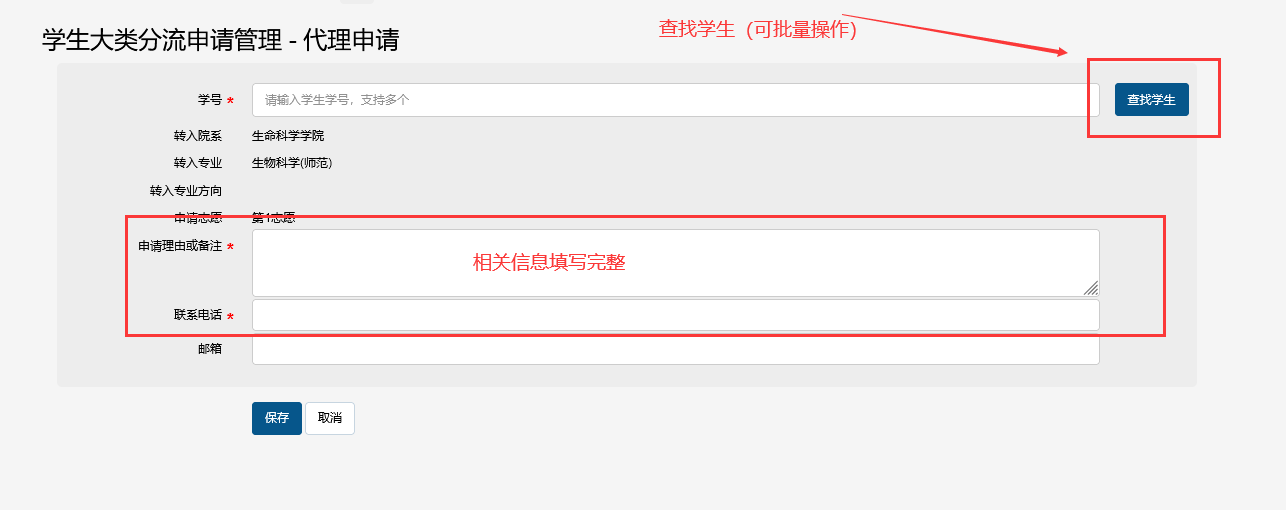 查找学生（可批量操作）
学生大类分流申请管理 - 代理申请
学号 * 请输入学生学号，支持多个 查找学生
转入院系 生命科学学院
转入专业 生物科学(师范)
转入专业方向
申请志愿 第1志愿
申请理由或备注 * 相关信息填写完整
联系电话 *
邮箱
保存 取消